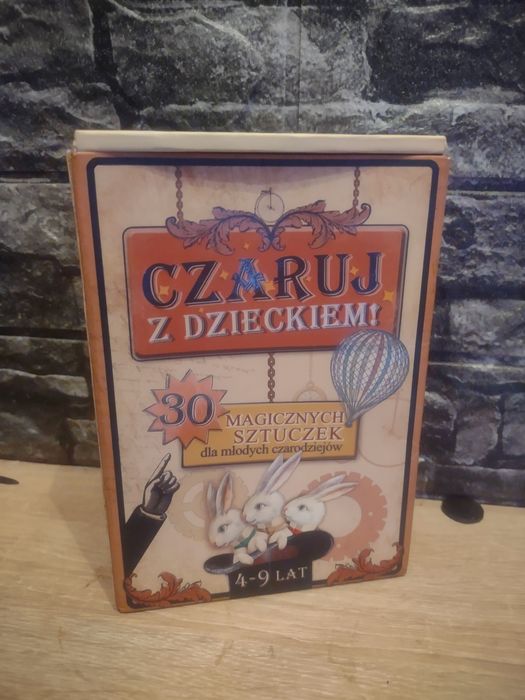 CZARUJ
Z DZIECKIEM!
30
MAGICZNYCH
SZTUCZEK
dla młodych czarodziejów
4-9 LAT